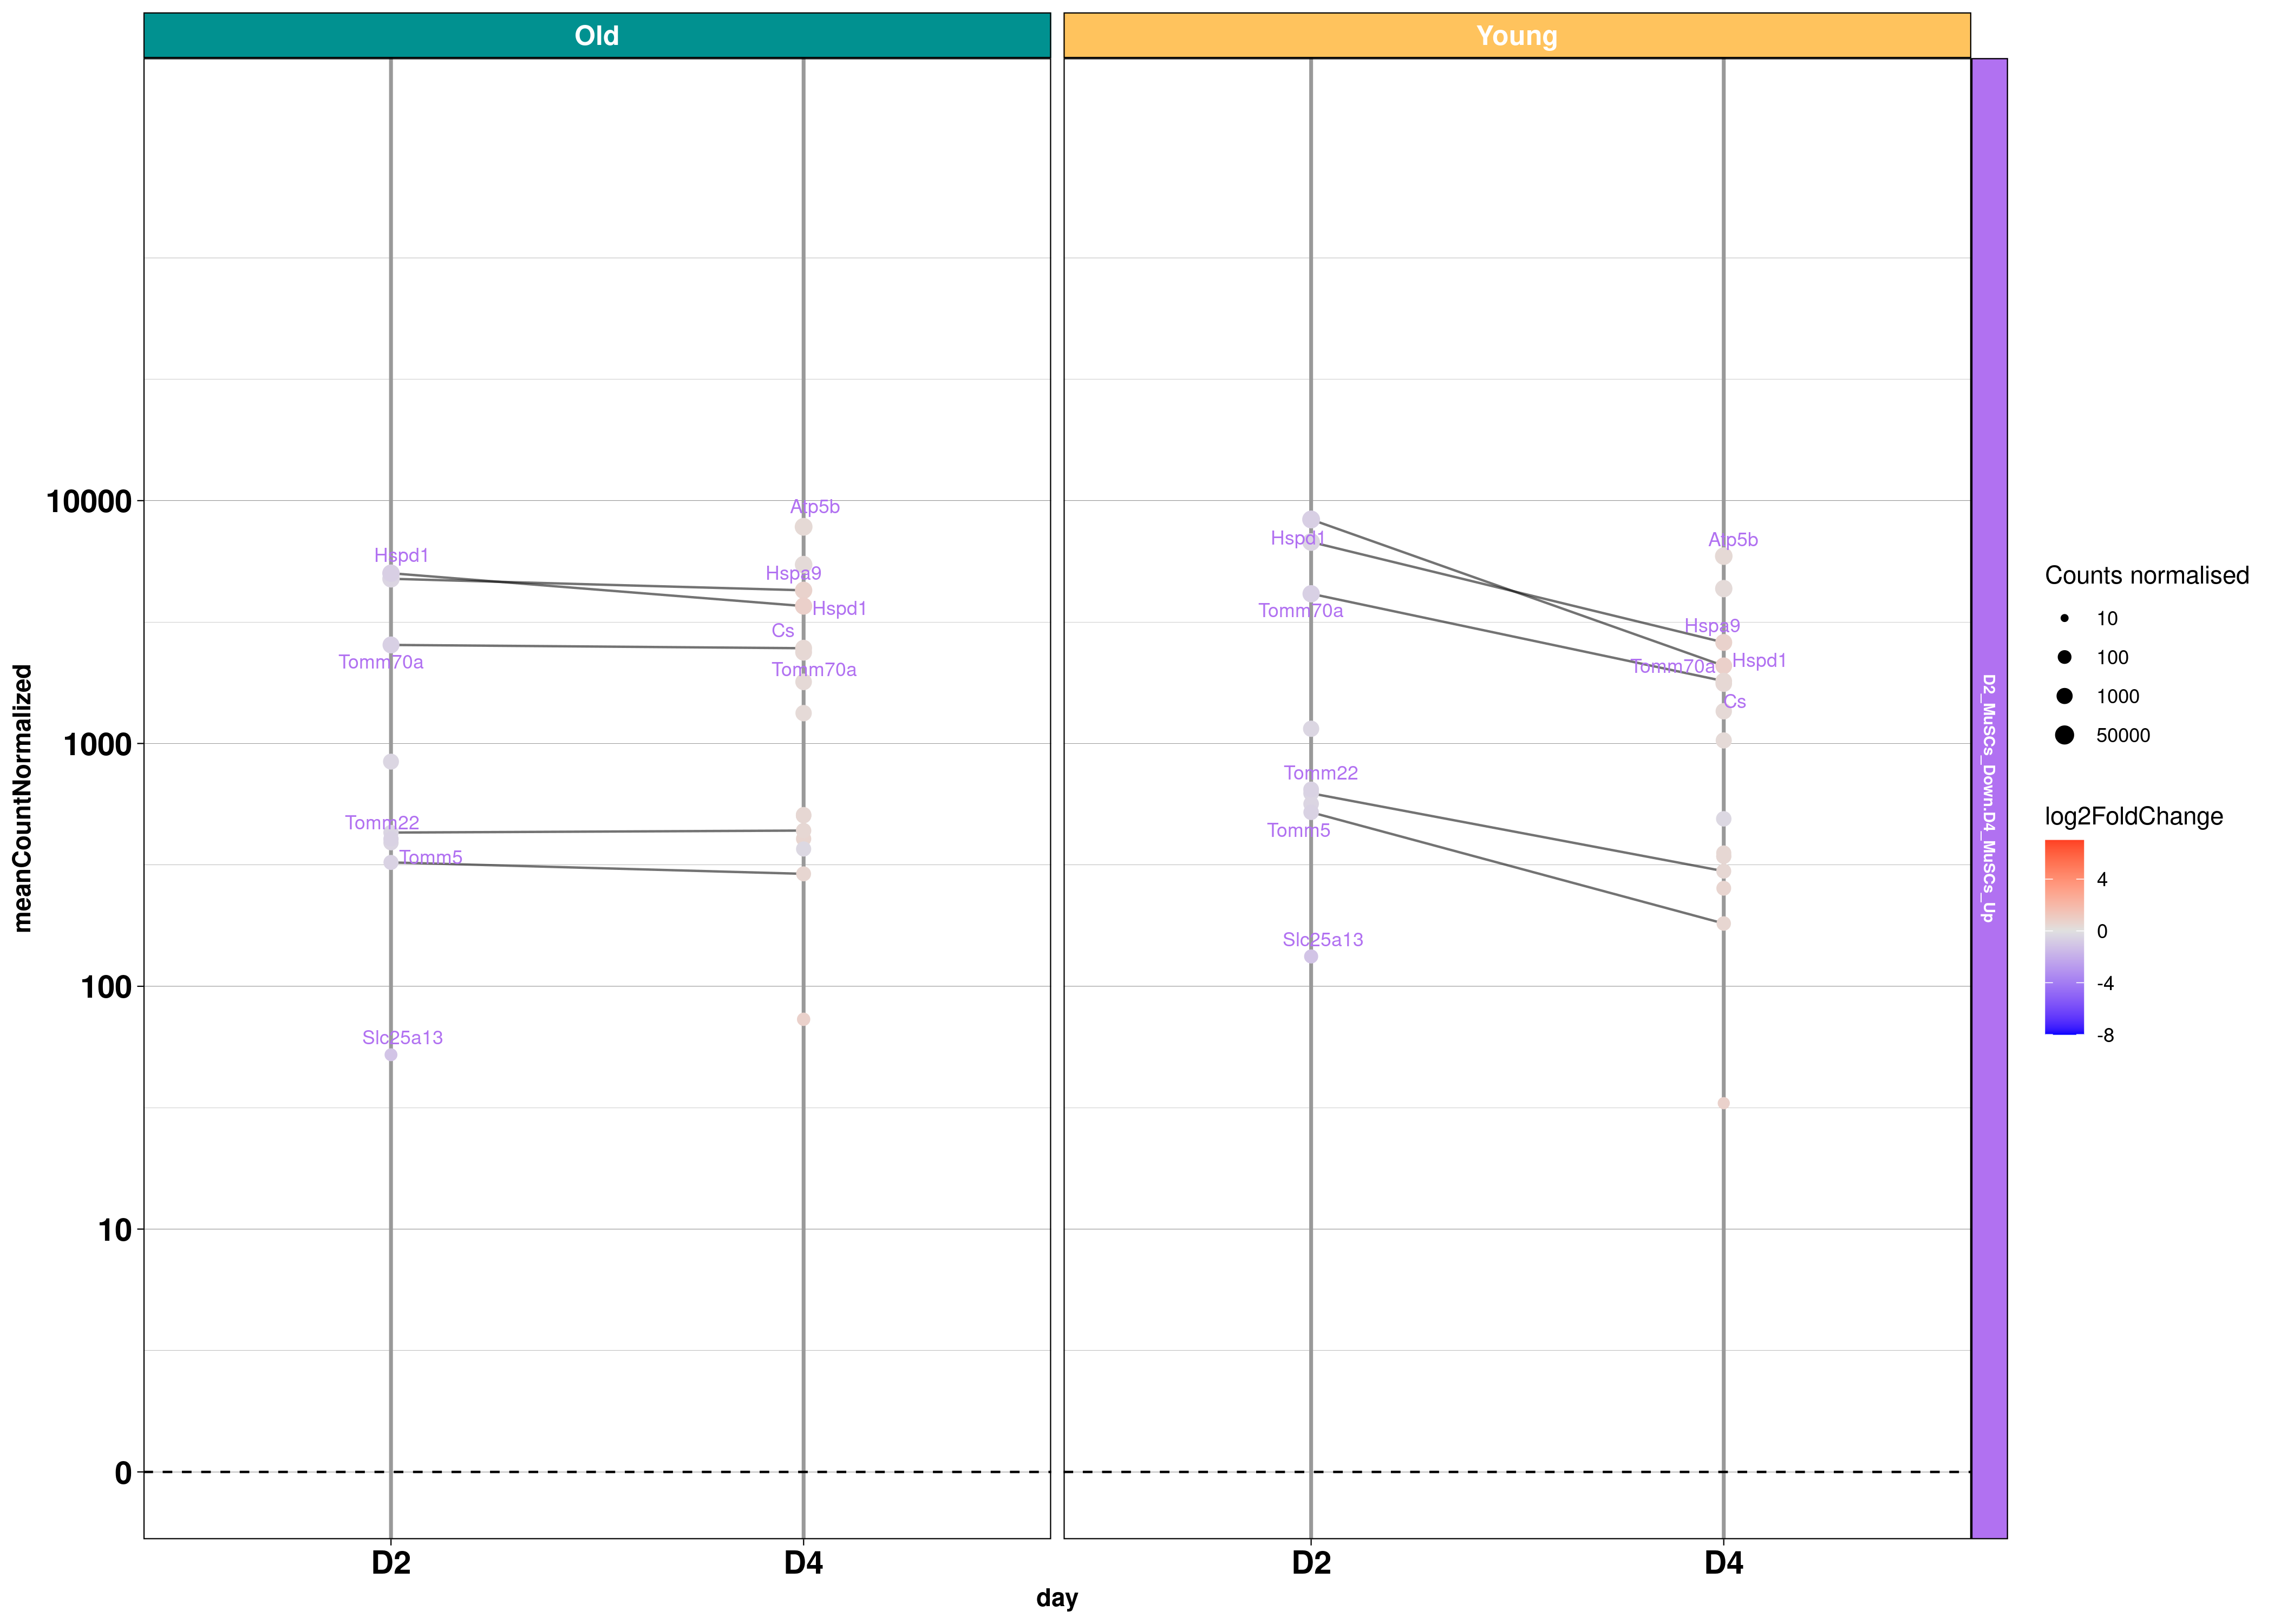 Old
Young
meanCountNormalized
10000
1000
100
10
0
Hspd1
Tomm70a
Tomm22
Tomm5
Slc25a13
Atp5b
Hspa9
Hspd1
Cs
Tomm70a
Hspd1
Tomm70a
Tomm22
Tomm5
Slc25a13
Atp5b
Hspa9
Tomm70a
Hspd1
Cs
D2_MuSCs_Down.D4_MuSCs_Up
D2
D4
D2
D4
day
Counts normalised
10
100
1000
50000
log2FoldChange
4
0
-4
-8